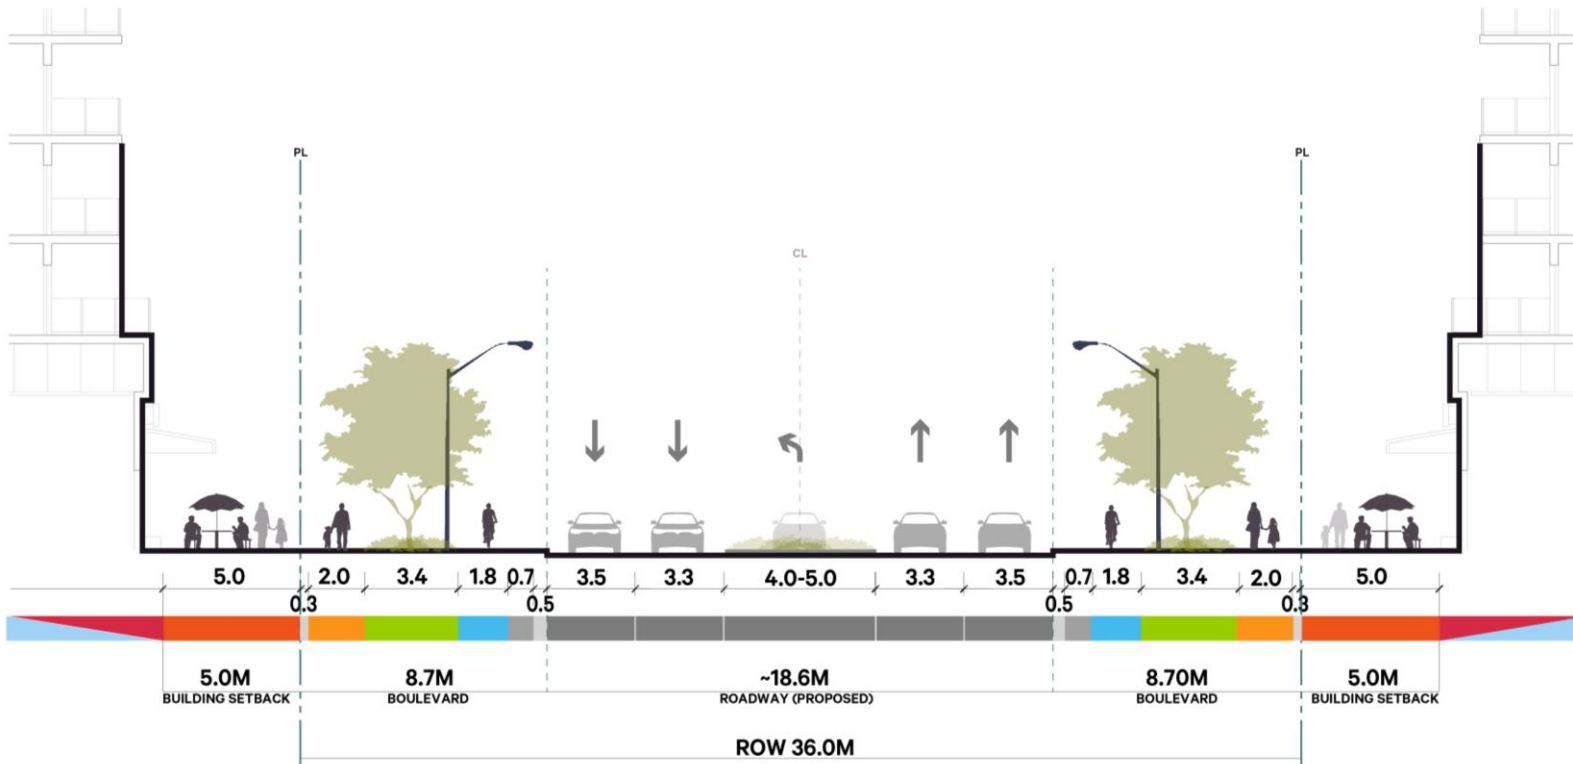 PL PL
CL
5.0 2.0 3.4 1.8 0.7 3.5 3.3 4.0-5.0 3.3 3.5 0.7 1.8 3.4 2.0 5.0
0.3 0.5 0.5 0.3
5.0M 8.7M ~18.6M 8.70M 5.0M
BUILDING SETBACK BOULEVARD ROADWAY (PROPOSED) BOULEVARD BUILDING SETBACK
ROW 36.0M